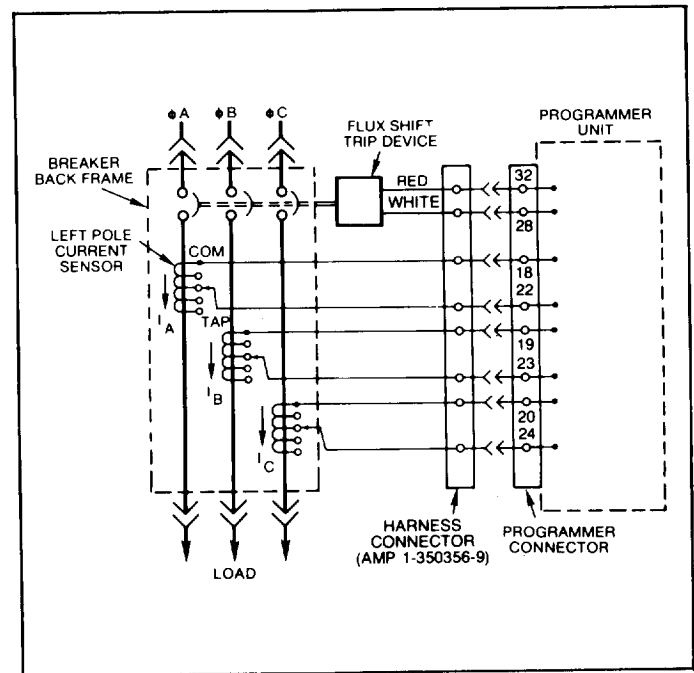 φA φB φC
FLUX SHIFT
TRIP DEVICE
PROGRAMMER
UNIT
BREAKER
BACK FRAME
RED
WHITE
32
28
LEFT POLE
CURRENT
SENSOR
COM
18
22
I A
TAP
19
I B
23
20
24
I C
HARNESS
CONNECTOR
(AMP 1-350356-9)
PROGRAMMER
CONNECTOR
LOAD